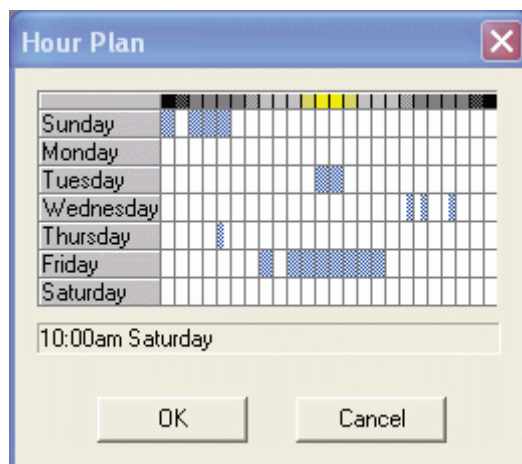 Hour Plan
Sunday
Monday
Tuesday
Wednesday
Thursday
Friday
Saturday
10:00am Saturday
OK
Cancel